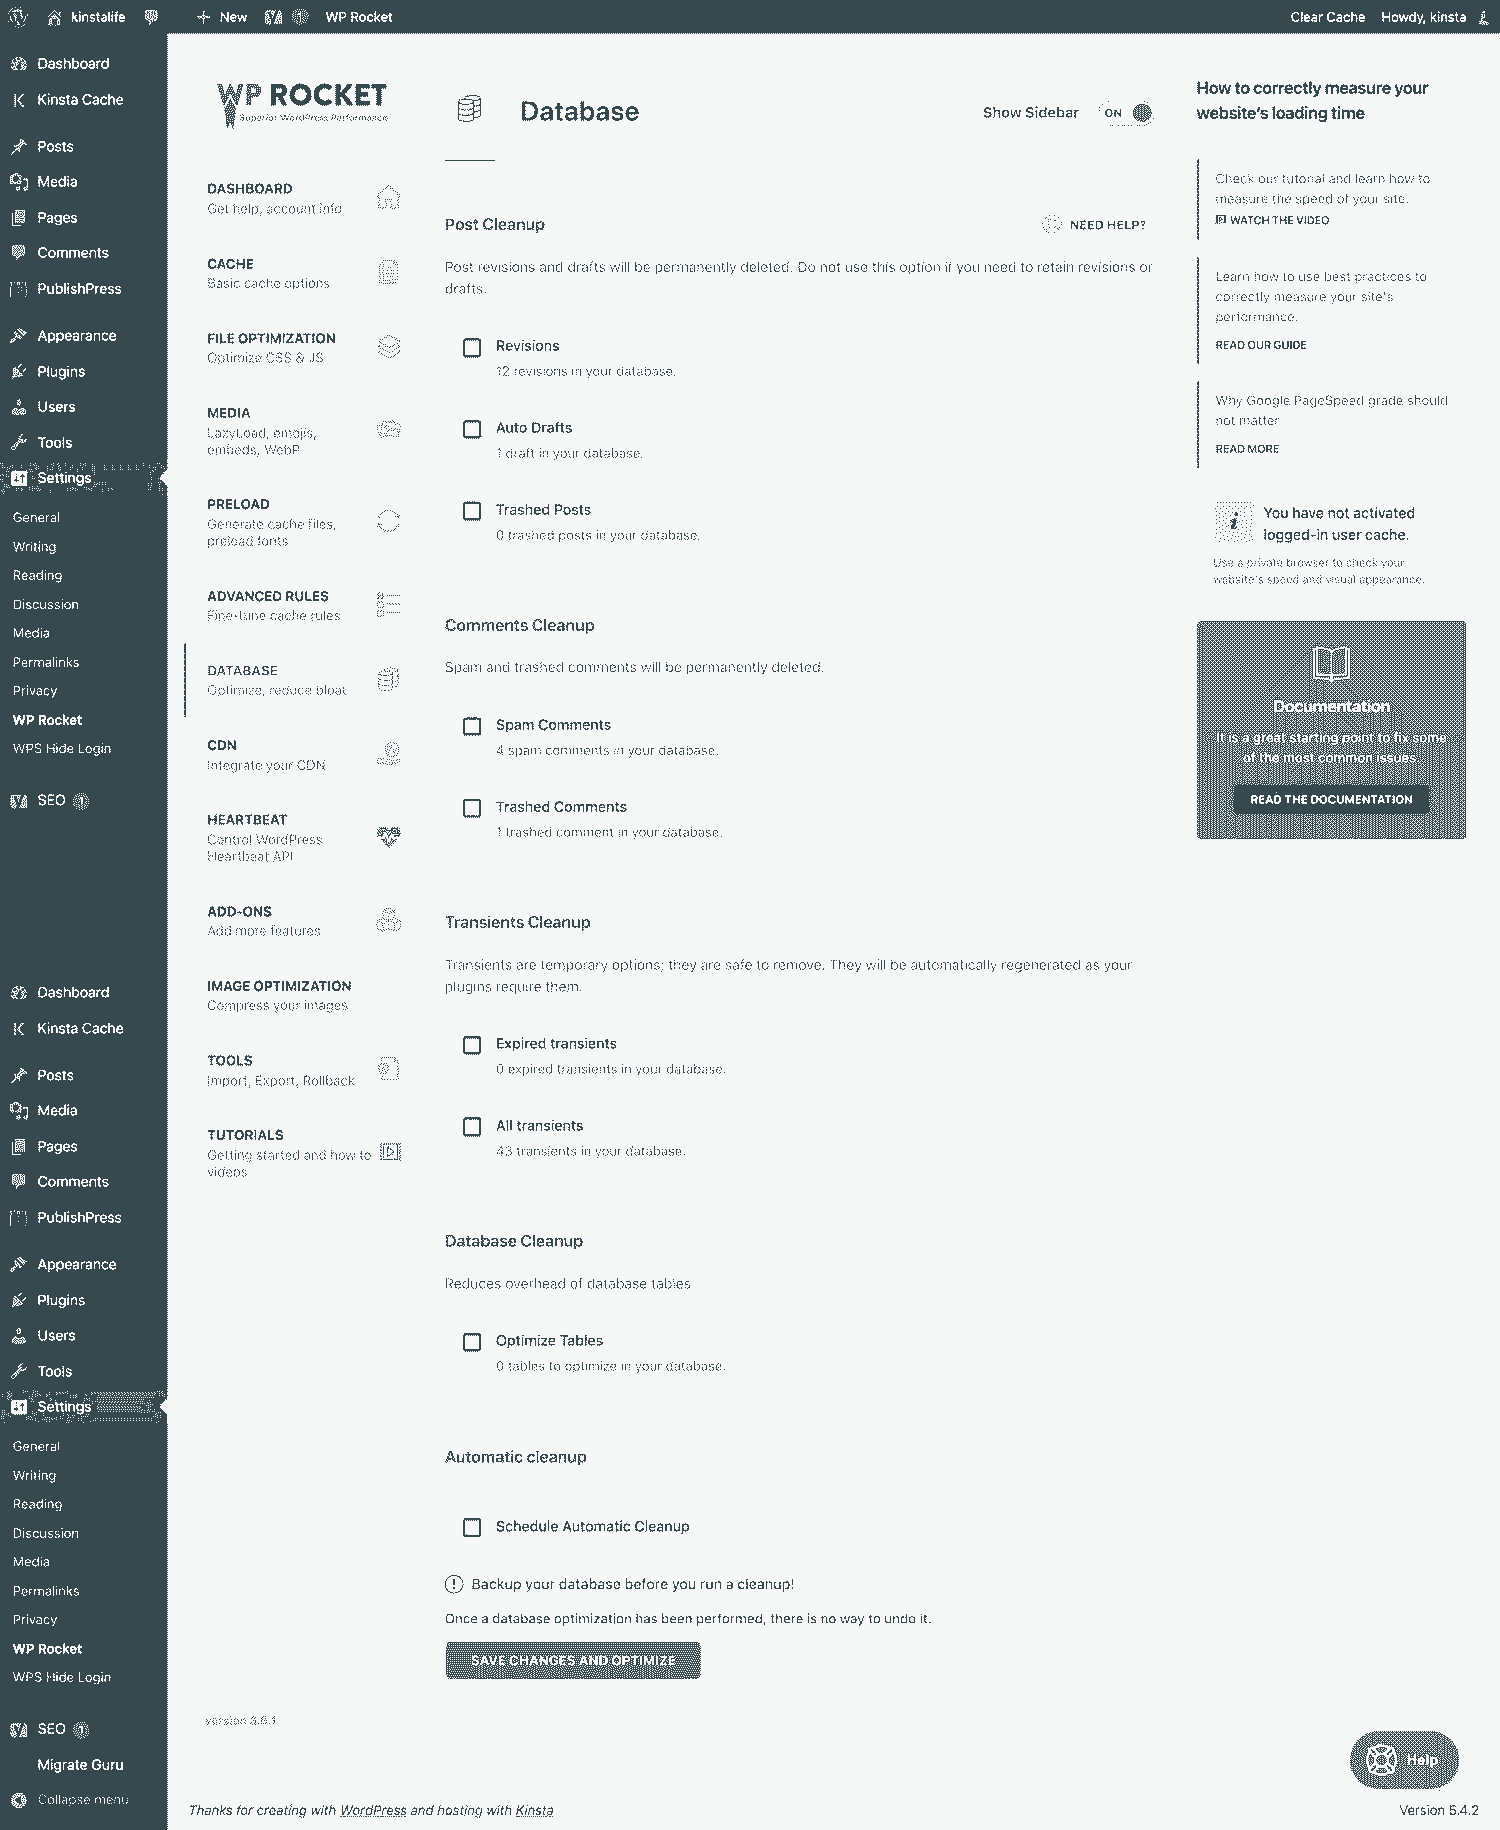 kinstalife
New
1
WP Rocket
Clear Cache
Howdy, kinsta
Dashboard
Kinsta Cache
Posts
Media
Pages
Comments
PublishPress
Appearance
Plugins
Users
Tools
Settings
General
Writing
Reading
Discussion
Media
Permalinks
Privacy
WP Rocket
WPS Hide Login
SEO 1
Dashboard
Kinsta Cache
Posts
Media
Pages
Comments
PublishPress
Appearance
Plugins
Users
Tools
Settings
General
Writing
Reading
Discussion
Media
Permalinks
Privacy
WP Rocket
WPS Hide Login
SEO 1
Migrate Guru
Collapse menu
WP ROCKET
Superior WordPress Performance
DASHBOARD
Get help, account info
CACHE
Basic cache options
FILE OPTIMIZATION
Optimize CSS & JS
MEDIA
LazyLoad, emojis,
embeds, WebP
PRELOAD
Generate cache files,
preload fonts
ADVANCED RULES
Fine-tune cache rules
DATABASE
Optimize, reduce bloat
CDN
Integrate your CDN
HEARTBEAT
Control WordPress
Heartbeat API
ADD-ONS
Add more features
IMAGE OPTIMIZATION
Compress your images
TOOLS
Import, Export, Rollback
TUTORIALS
Getting started and how to
videos
version 3.6.1
Database
Show Sidebar
ON
Post Cleanup
NEED HELP?
Post revisions and drafts will be permanently deleted. Do not use this option if you need to retain revisions or
drafts.
Revisions
12 revisions in your database.
Auto Drafts
1 draft in your database.
Trashed Posts
0 trashed posts in your database.
Comments Cleanup
Spam and trashed comments will be permanently deleted.
Spam Comments
4 spam comments in your database.
Trashed Comments
1 trashed comment in your database.
Transients Cleanup
Transients are temporary options; they are safe to remove. They will be automatically regenerated as your
plugins require them.
Expired transients
0 expired transients in your database.
All transients
43 transients in your database.
Database Cleanup
Reduces overhead of database tables
Optimize Tables
0 tables to optimize in your database.
Automatic cleanup
Schedule Automatic Cleanup
Backup your database before you run a cleanup!
Once a database optimization has been performed, there is no way to undo it.
SAVE CHANGES AND OPTIMIZE
How to correctly measure your
website's loading time
Check our tutorial and learn how to
measure the speed of your site.
WATCH THE VIDEO
Learn how to use best practices to
correctly measure your site's
performance.
READ OUR GUIDE
Why Google PageSpeed grade should
not matter
READ MORE
You have not activated
logged-in user cache.
Use a private browser to check your
website's speed and visual appearance.
Documentation
It is a great starting point to fix some
of the most common issues.
READ THE DOCUMENTATION
Help
Thanks for creating with WordPress and hosting with Kinsta
Version 5.4.2